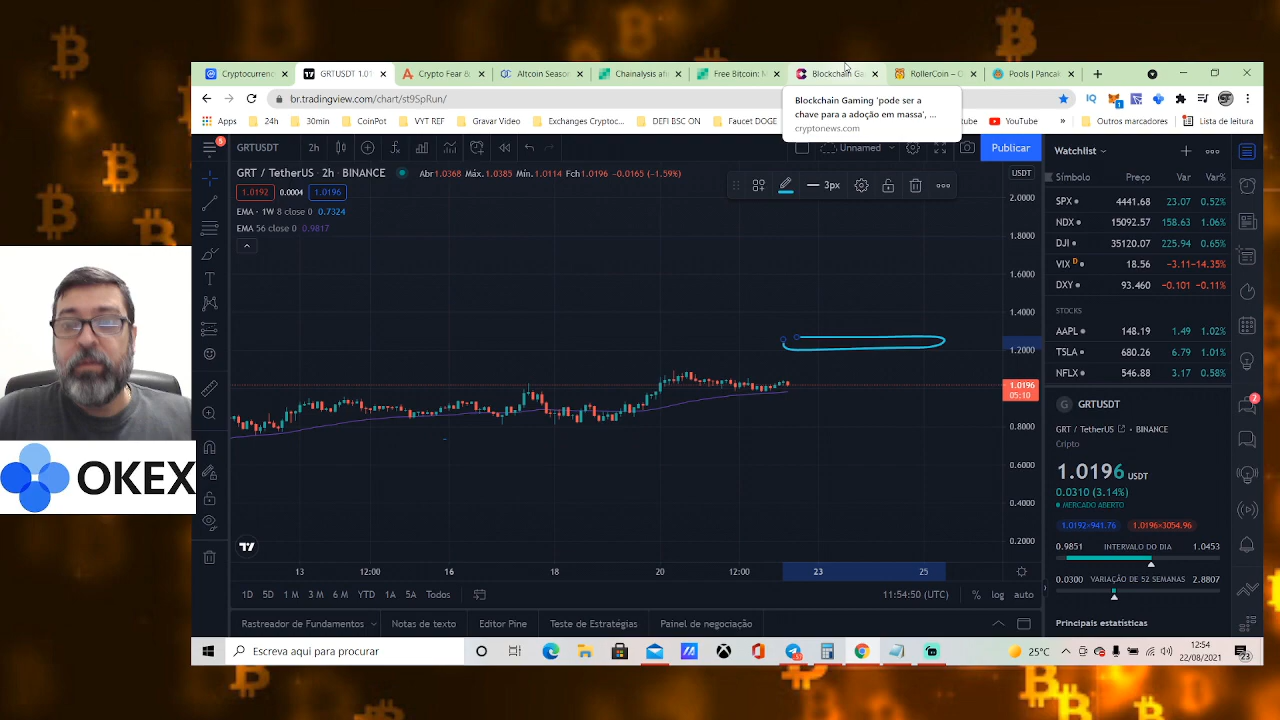 Cryptocurrenc
GRTUSDT 1.01
Crypto Fear &
Altcoin Season
Chainalysis afi
Free Bitcoin: M
Blockchain Ga
RollerCoin – C
Pools | Pancak
br.tradingview.com/chart/st9SpRun/
Blockchain Gaming 'pode ser a
chave para a adoção em massa', ...
cryptonews.com
Apps
24h
30min
CoinPot
VYT REF
Gravar Video
Exchanges Cryptoc...
DEFI BSC ON
Faucet DOGE
YouTube
Outros marcadores
Lista de leitura
GRTUSDT
2h
Unnamed
Publicar
GRT / TetherUS · 2h · BINANCE
Abr1.0368 Máx.1.0385 Mín.1.0114 Fch1.0196 -0.0165 (-1.59%)
1.0192
0.0004
1.0196
3px
EMA · 1W 8 close 0 0.7324
EMA 56 close 0 0.9817
USDT
2.0000
1.8000
1.6000
1.4000
1.2000
1.0196
05:10
0.8000
0.6000
0.4000
0.2000
13
12:00
16
18
20
12:00
23
25
1D 5D 1 M 3 M 6 M YTD 1A 5A Todos
11:54:50 (UTC)
% log auto
Rastreador de Fundamentos
Notas de texto
Editor Pine
Teste de Estratégias
Painel de negociação
Watchlist
Símbolo Preço Var Var%
SPX 4441.68 23.07 0.52%
NDX 15092.57 158.63 1.06%
DJI 35120.07 225.94 0.65%
VIX D 18.56 -3.11 -14.35%
DXY 93.460 -0.101 -0.11%
STOCKS
AAPL 148.19 1.49 1.02%
TSLA 680.26 6.79 1.01%
NFLX 546.88 3.17 0.58%
G GRTUSDT
GRT / TetherUS · BINANCE
Cripto
1.0196 USDT
0.0310 (3.14%)
MERCADO ABERTO
1.0192×941.76
1.0196×3054.96
0.9851 INTERVALO DO DIA 1.0453
0.0300 VARIAÇÃO DE 52 SEMANAS 2.8807
Principais estatísticas
OKEX
Escreva aqui para procurar
25°C
12:54
22/08/2021